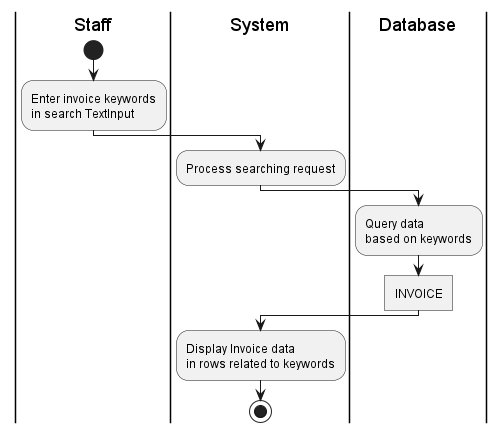 Staff
System
Database
Enter invoice keywords
in search TextInput
Process searching request
Query data
based on keywords
INVOICE
Display Invoice data
in rows related to keywords